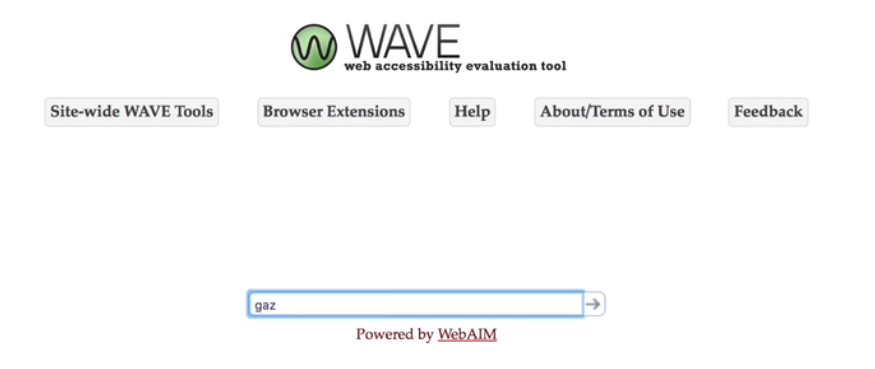 WAVE
web accessibility evaluation tool
Site-wide WAVE Tools Browser Extensions Help About/Terms of Use Feedback
gaz
Powered by WebAIM